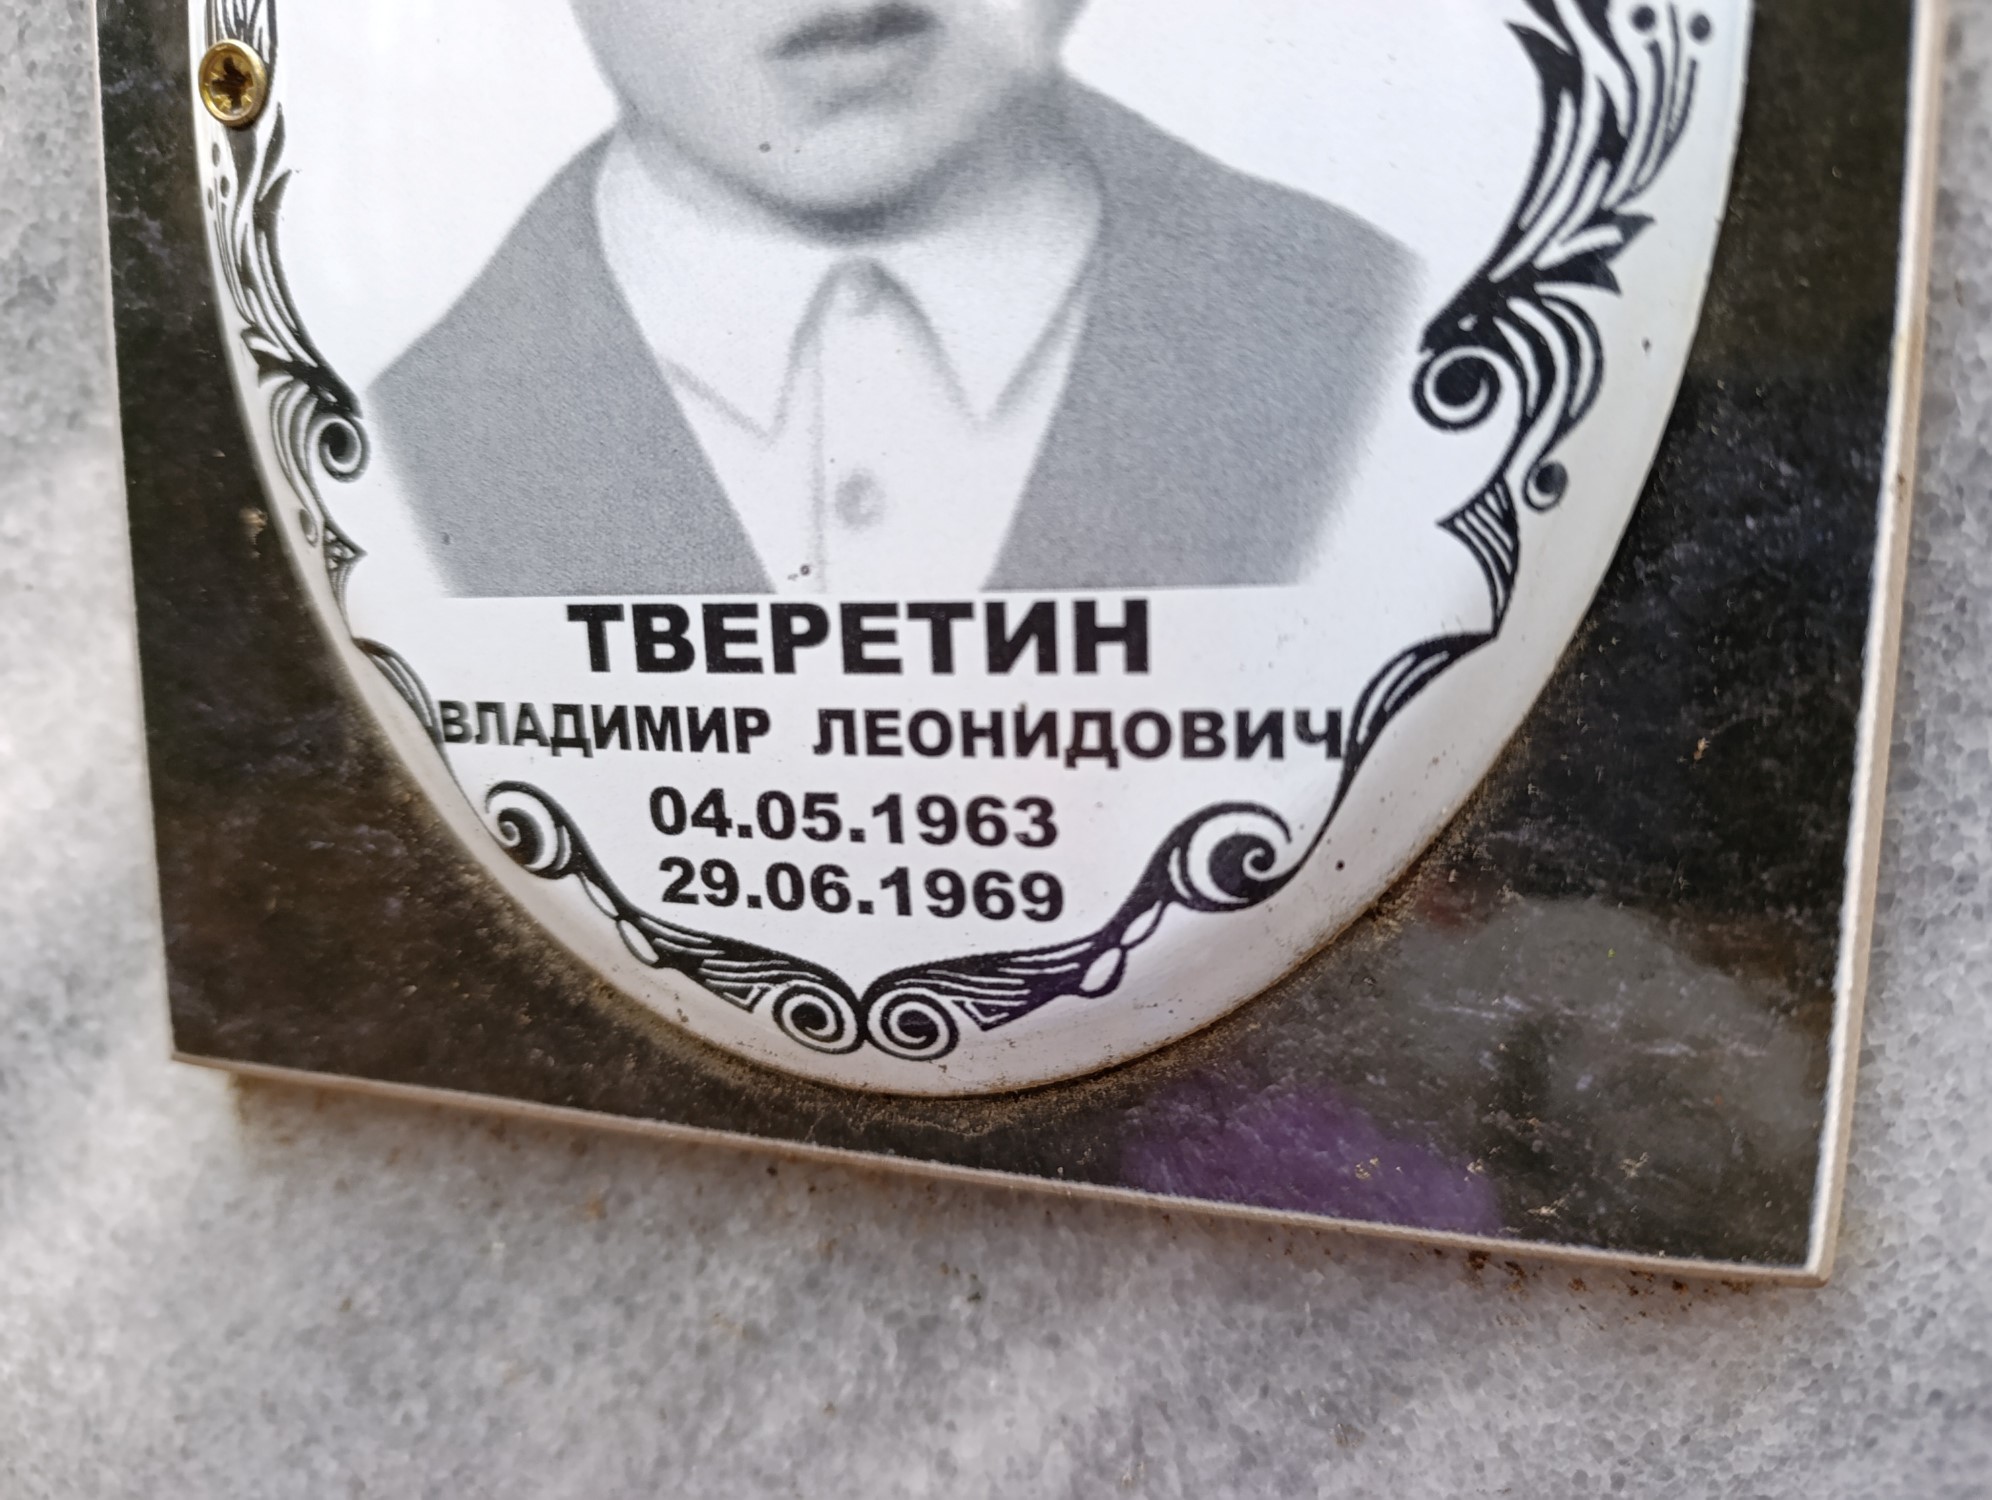 ТВЕРЕТИН
ВЛАДИМИР ЛЕОНИДОВИЧ
04.05.1963
29.06.1969